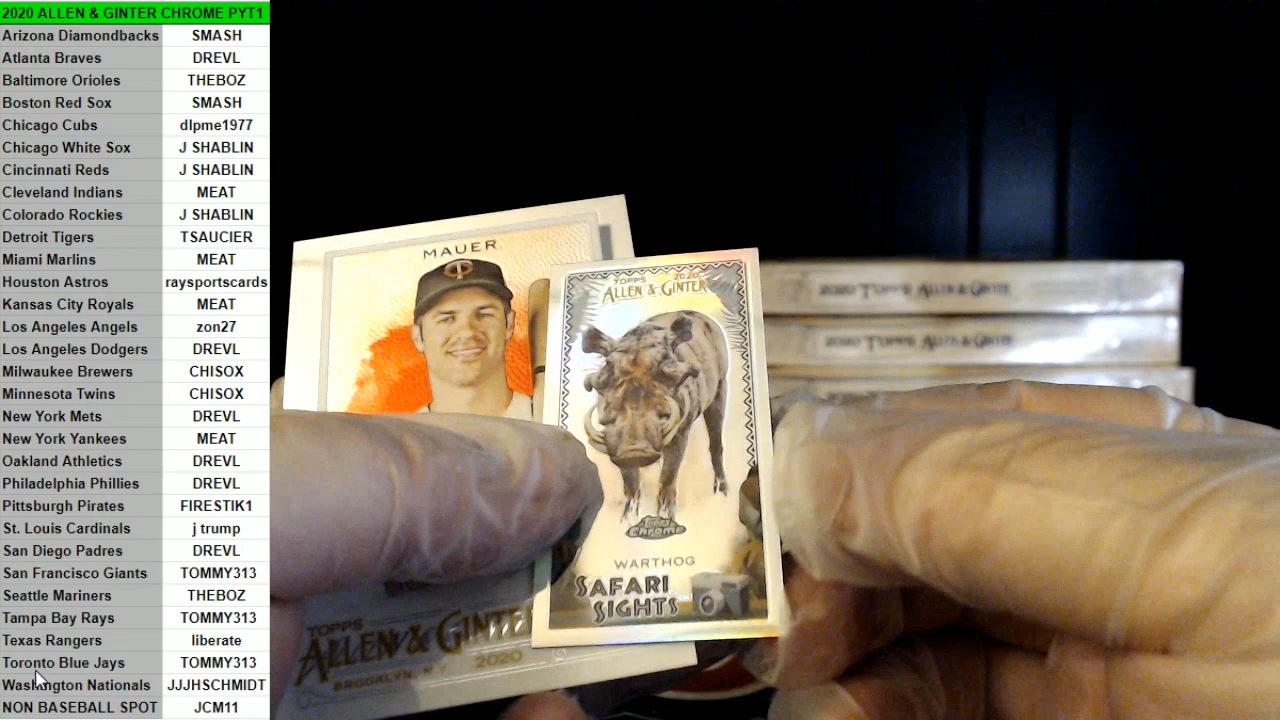 2020 ALLEN & GINTER CHROME PYT1
Arizona Diamondbacks SMASH
Atlanta Braves DREVL
Baltimore Orioles THEBOZ
Boston Red Sox SMASH
Chicago Cubs dlpme1977
Chicago White Sox J SHABLIN
Cincinnati Reds J SHABLIN
Cleveland Indians MEAT
Colorado Rockies J SHABLIN
Detroit Tigers TSAUCIER
Miami Marlins MEAT
Houston Astros raysportscards
Kansas City Royals MEAT
Los Angeles Angels zon27
Los Angeles Dodgers DREVL
Milwaukee Brewers CHISOX
Minnesota Twins CHISOX
New York Mets DREVL
New York Yankees MEAT
Oakland Athletics DREVL
Philadelphia Phillies DREVL
Pittsburgh Pirates FIRESTIK1
St. Louis Cardinals j trump
San Diego Padres DREVL
San Francisco Giants TOMMY313
Seattle Mariners THEBOZ
Tampa Bay Rays TOMMY313
Texas Rangers liberate
Toronto Blue Jays TOMMY313
Washington Nationals JJJHSCHMIDT
NON BASEBALL SPOT JCM11
MAUER
TOPPS
ALLEN & GINTER
BROOKLYN, N.Y. 2020
TOPPS 2020
ALLEN & GINTER
Topps
Chrome
WARTHOG
SAFARI
SIGHTS
2020 TOPPS ALLEN & GINTER
2020 TOPPS ALLEN & GINTER